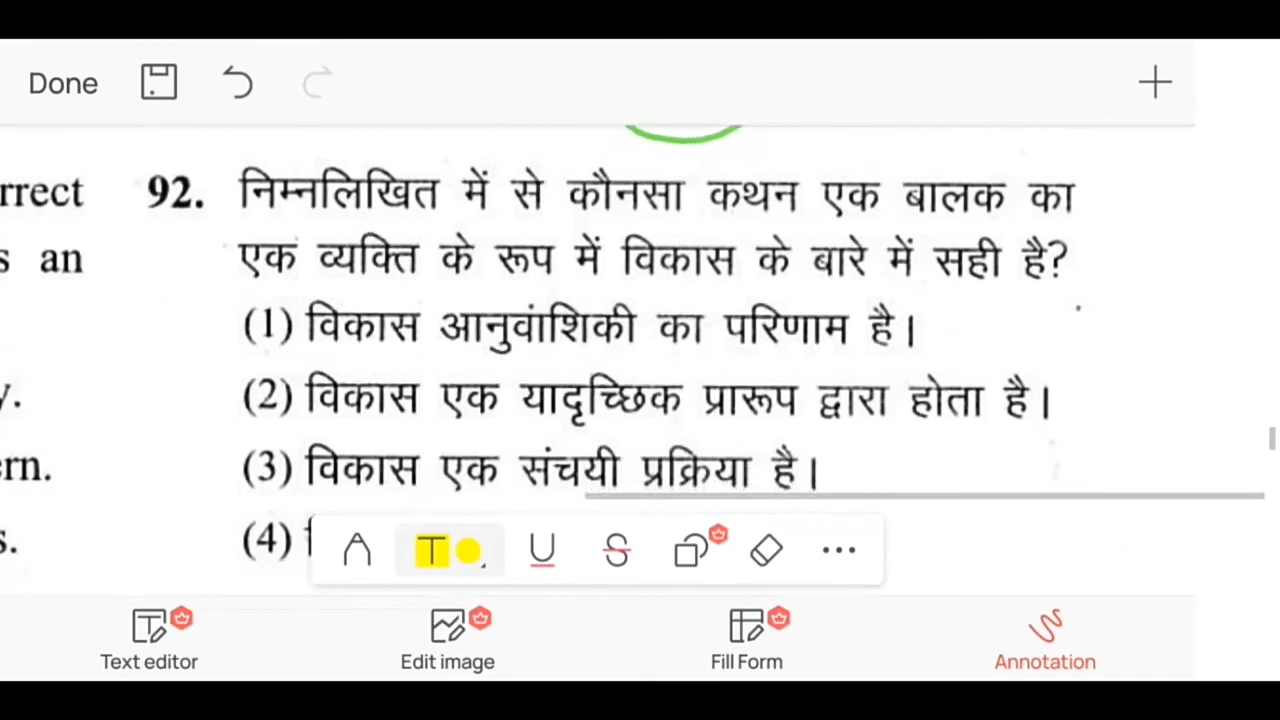 Done
rrect 92. निम्नलिखित में से कौनसा कथन एक बालक का
s an एक व्यक्ति के रूप में विकास के बारे में सही है?
(1) विकास आनुवांशिकी का परिणाम है।
y. (2) विकास एक यादृच्छिक प्रारूप द्वारा होता है।
ern. (3) विकास एक संचयी प्रक्रिया है।
s. (4)
T U S
Text editor Edit image Fill Form Annotation